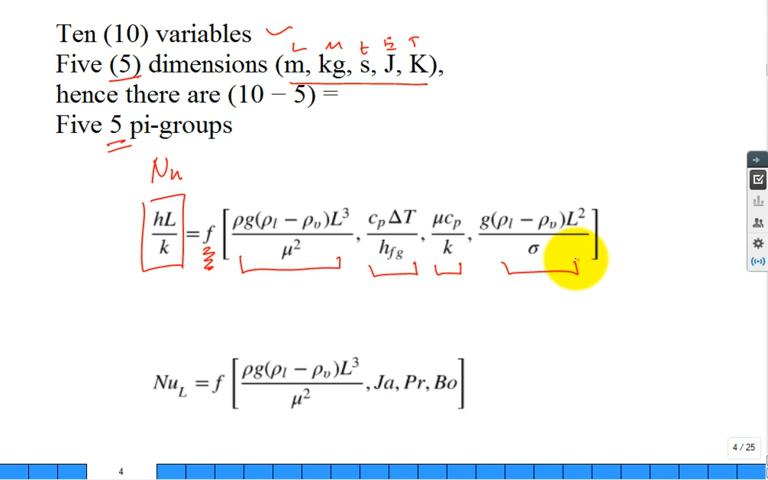 Ten (10) variables
L M t E T
Five (5) dimensions (m, kg, s, J, K),
hence there are (10 − 5) =
Five 5 pi-groups
Nu
hL/k = f [ρg(ρl − ρv)L³/μ², cpΔT/hfg, μcp/k, g(ρl − ρv)L²/σ]
NuL = f [ρg(ρl − ρv)L³/μ², Ja, Pr, Bo]
4 / 25
4